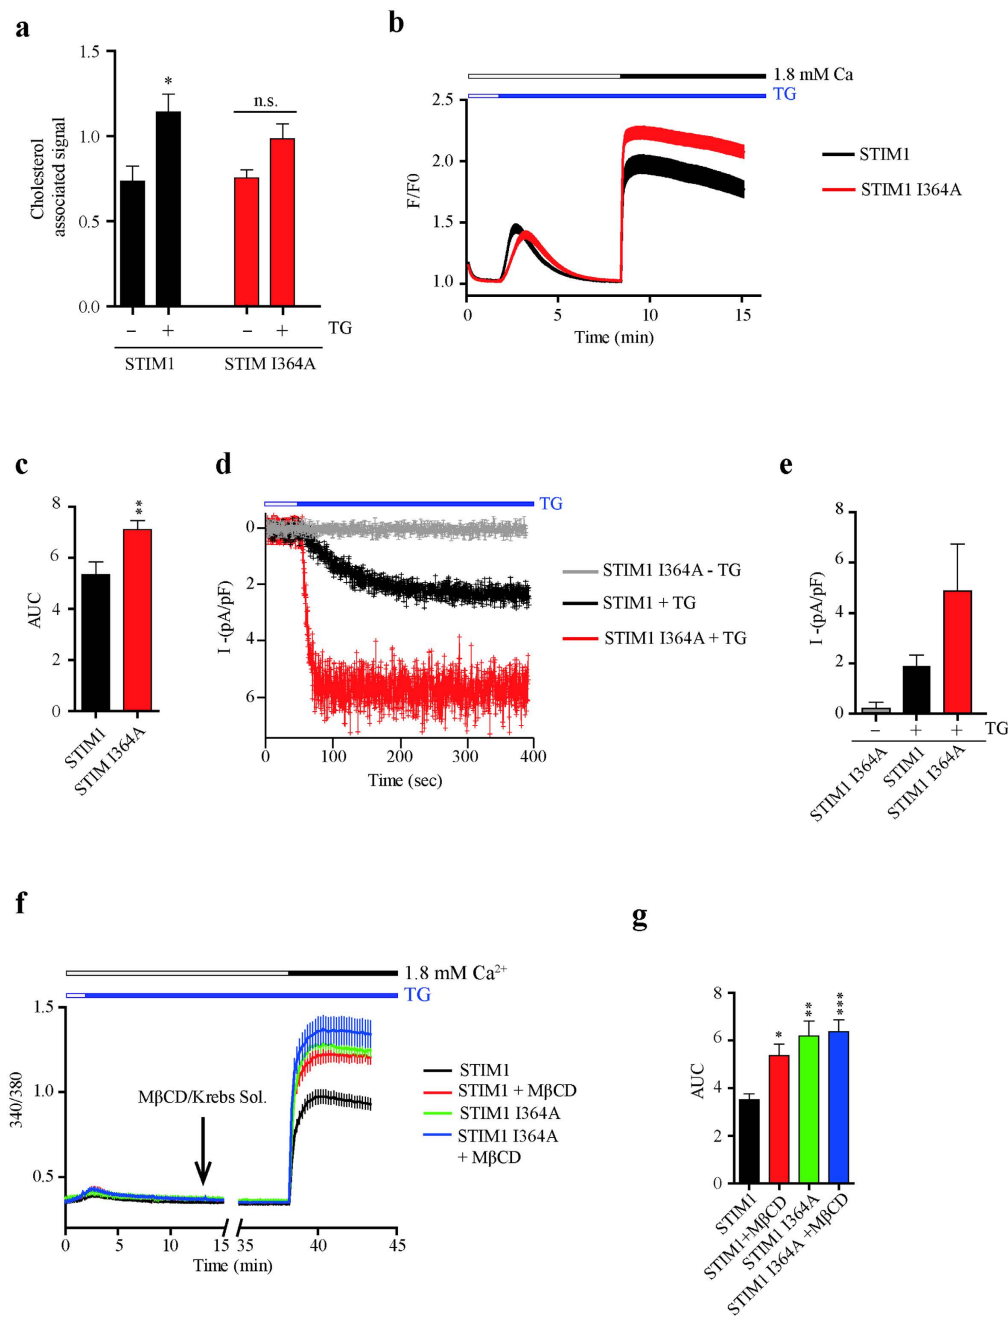 a
Cholesterol
associated signal
1.5
1.0
0.5
0.0
*
n.s.
– + – + TG
STIM1 STIM I364A
b
1.8 mM Ca
TG
F/F0
2.5
2.0
1.5
1.0
0 5 10 15
Time (min)
STIM1
STIM1 I364A
c
AUC
8
6
4
2
0
**
STIM1
STIM I364A
d
TG
I -(pA/pF)
0
2
4
6
0 100 200 300 400
Time (sec)
STIM1 I364A - TG
STIM1 + TG
STIM1 I364A + TG
e
I -(pA/pF)
8
6
4
2
0
– + + TG
STIM1 I364A
STIM1
STIM1 I364A
f
1.8 mM Ca²⁺
TG
340/380
1.5
1.0
0.5
MβCD/Krebs Sol.
0 5 10 15 35 40 45
Time (min)
STIM1
STIM1 + MβCD
STIM1 I364A
STIM1 I364A
+ MβCD
g
AUC
8
6
4
2
0
*
**
***
STIM1
STIM1+MβCD
STIM1 I364A
STIM1 I364A +MβCD